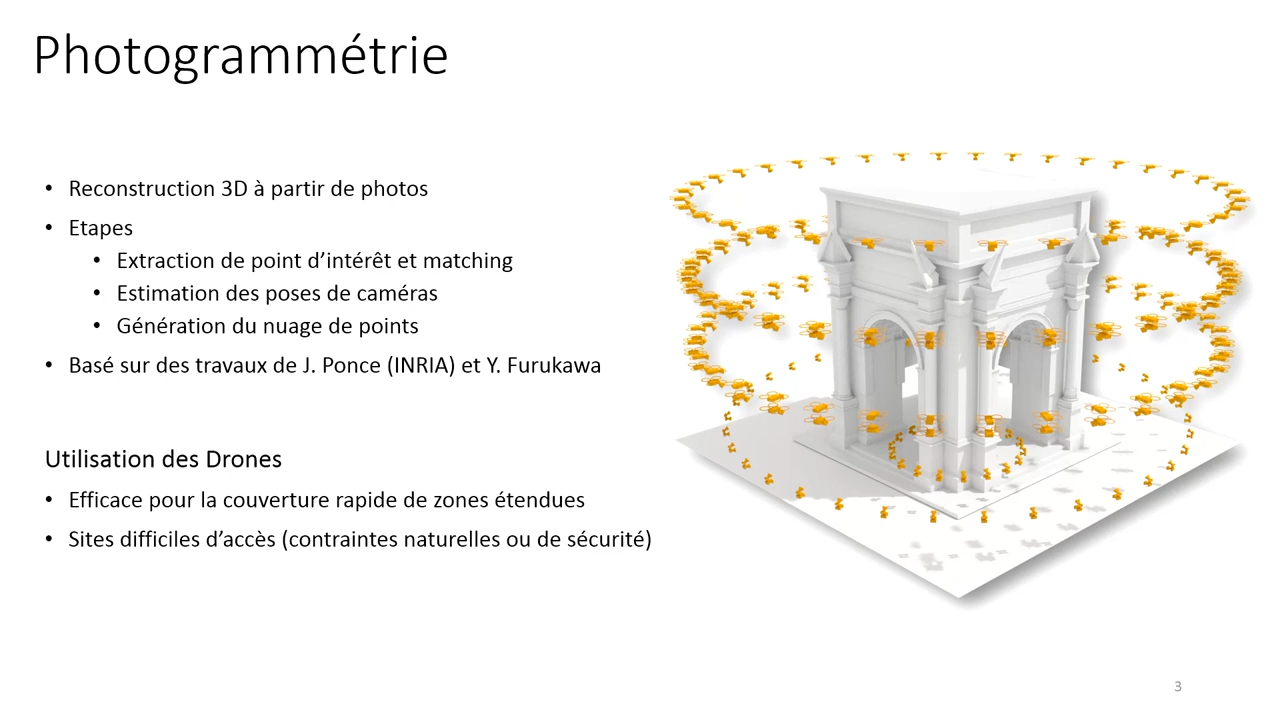 Photogrammétrie
• Reconstruction 3D à partir de photos
• Etapes
• Extraction de point d’intérêt et matching
• Estimation des poses de caméras
• Génération du nuage de points
• Basé sur des travaux de J. Ponce (INRIA) et Y. Furukawa
Utilisation des Drones
• Efficace pour la couverture rapide de zones étendues
• Sites difficiles d’accès (contraintes naturelles ou de sécurité)
3